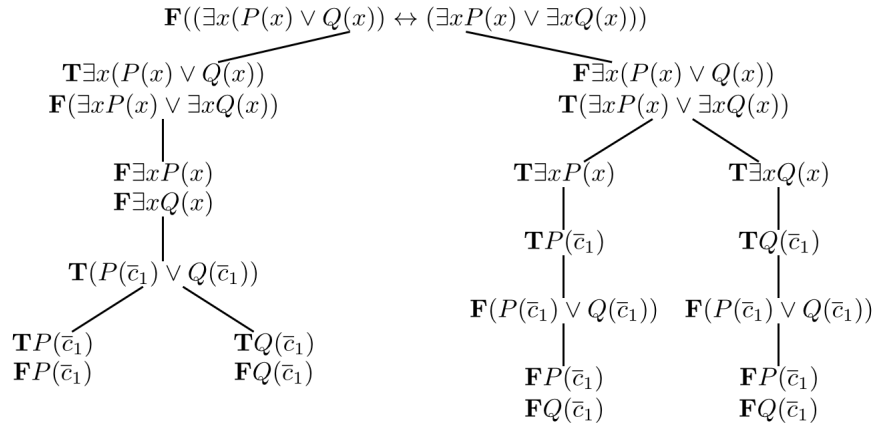 F((∃x(P(x) ∨ Q(x)) ↔ (∃xP(x) ∨ ∃xQ(x)))
T∃x(P(x) ∨ Q(x))
F(∃xP(x) ∨ ∃xQ(x))
F∃xP(x)
F∃xQ(x)
T(P(c̅₁) ∨ Q(c̅₁))
TP(c̅₁)
FP(c̅₁)
TQ(c̅₁)
FQ(c̅₁)
F∃x(P(x) ∨ Q(x))
T(∃xP(x) ∨ ∃xQ(x))
T∃xP(x)
TP(c̅₁)
F(P(c̅₁) ∨ Q(c̅₁))
FP(c̅₁)
FQ(c̅₁)
T∃xQ(x)
TQ(c̅₁)
F(P(c̅₁) ∨ Q(c̅₁))
FP(c̅₁)
FQ(c̅₁)